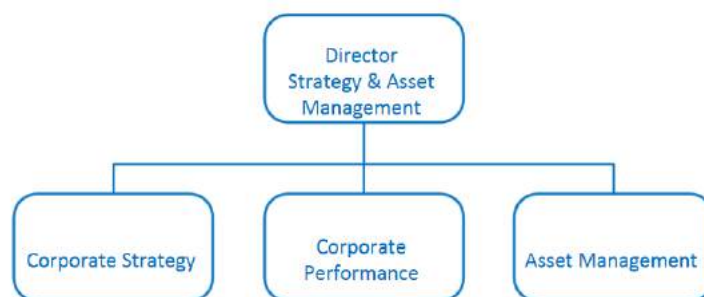 Director
Strategy & Asset
Management
Corporate Strategy
Corporate
Performance
Asset Management